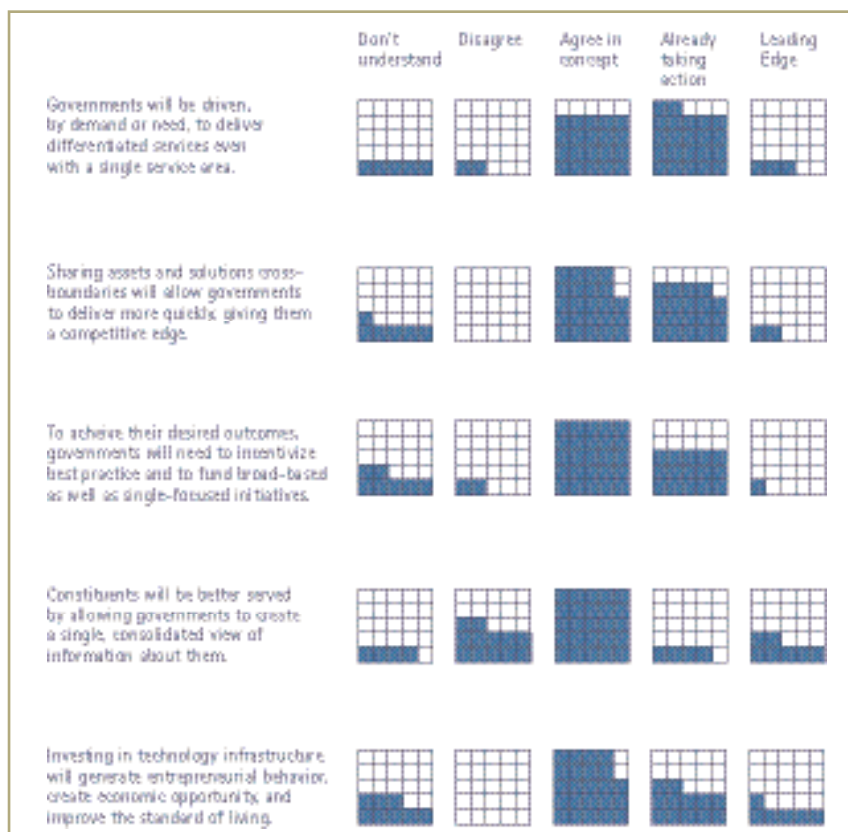 Don't
understand
Disagree
Agree in
concept
Already
taking
action
Leading
Edge
Governments will be driven,
by demand or need, to deliver
differentiated services even
with a single service area.
Sharing assets and solutions cross-
boundaries will allow governments
to deliver more quickly, giving them
a competitive edge.
To acheive their desired outcomes,
governments will need to incentivize
best practice and to fund broad-based
as well as single-focused initiatives.
Constituents will be better served
by allowing governments to create
a single, consolidated view of
information about them.
Investing in technology infrastructure
will generate entrepreneurial behavior,
create economic opportunity, and
improve the standard of living.